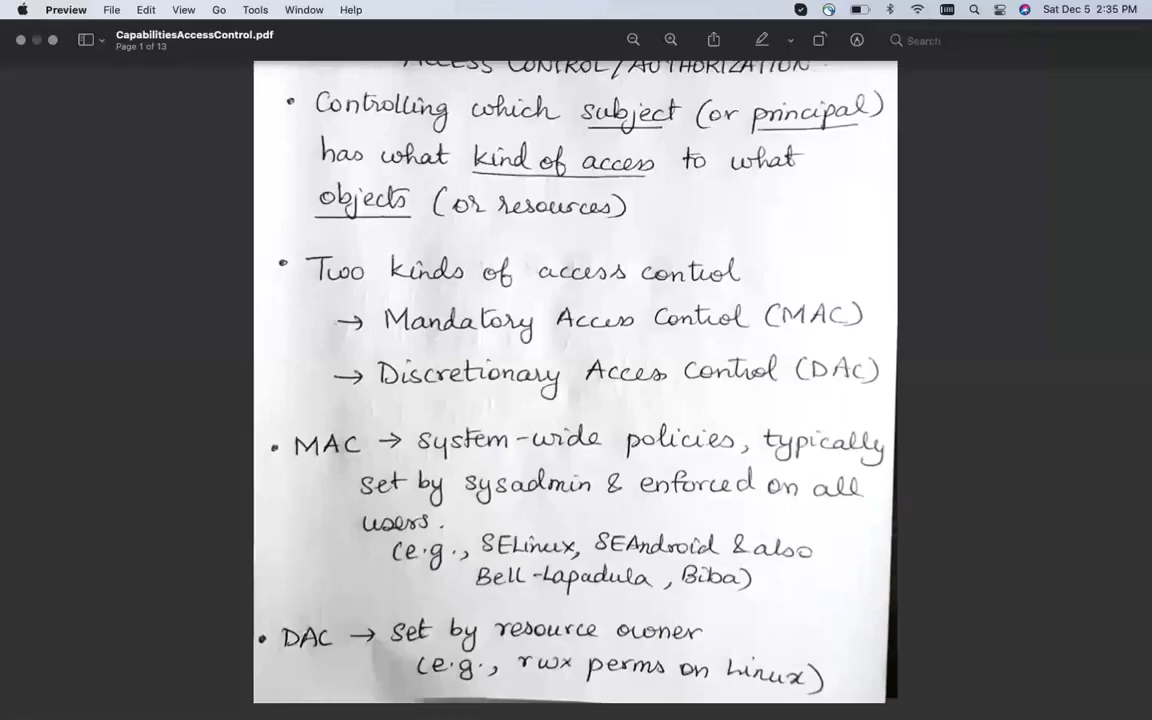 Preview File Edit View Go Tools Window Help Sat Dec 5 2:35 PM
CapabilitiesAccessControl.pdf
Page 1 of 13
Search
ACCESS CONTROL/AUTHORIZATION
• Controlling which subject (or principal)
has what kind of access to what
objects (or resources)
• Two kinds of access control
→ Mandatory Access Control (MAC)
→ Discretionary Access Control (DAC)
• MAC → system-wide policies, typically
set by sysadmin & enforced on all
users.
(e.g., SELinux, SEAndroid & also
Bell-Lapadula, Biba)
• DAC → set by resource owner
(e.g., rwx perms on Linux)